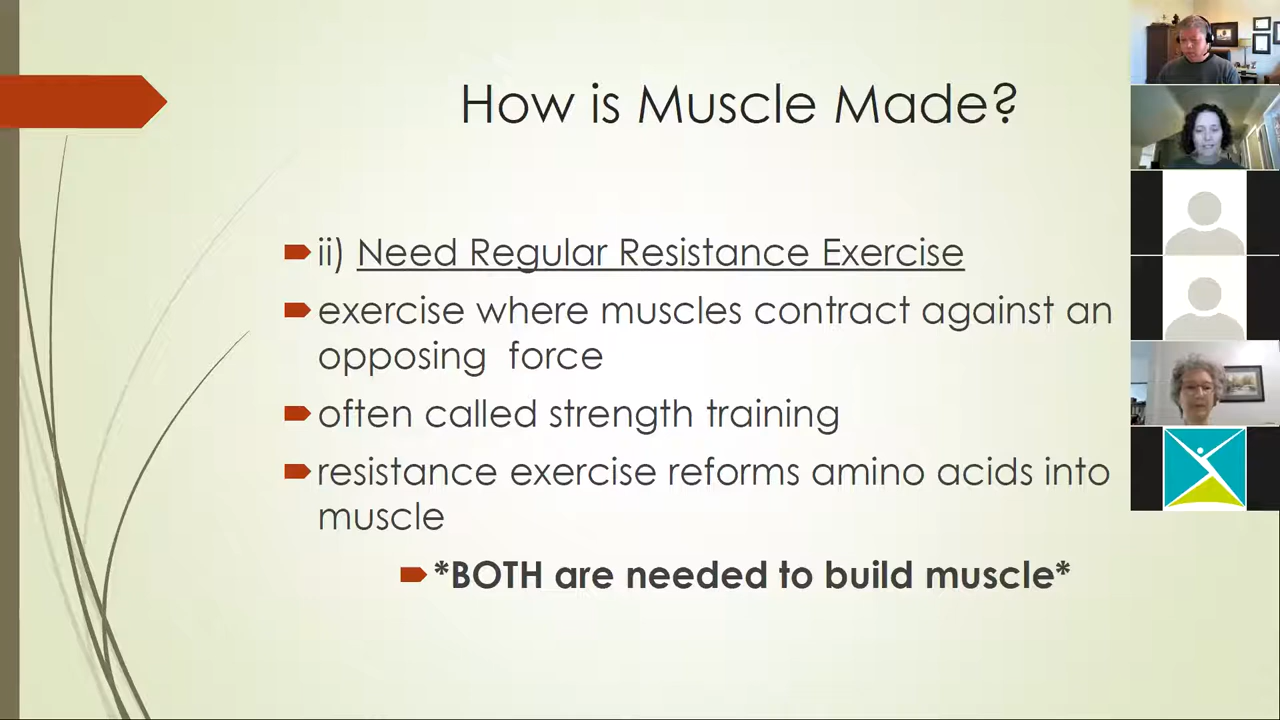 How is Muscle Made?
ii) Need Regular Resistance Exercise
exercise where muscles contract against an
opposing force
often called strength training
resistance exercise reforms amino acids into
muscle
*BOTH are needed to build muscle*